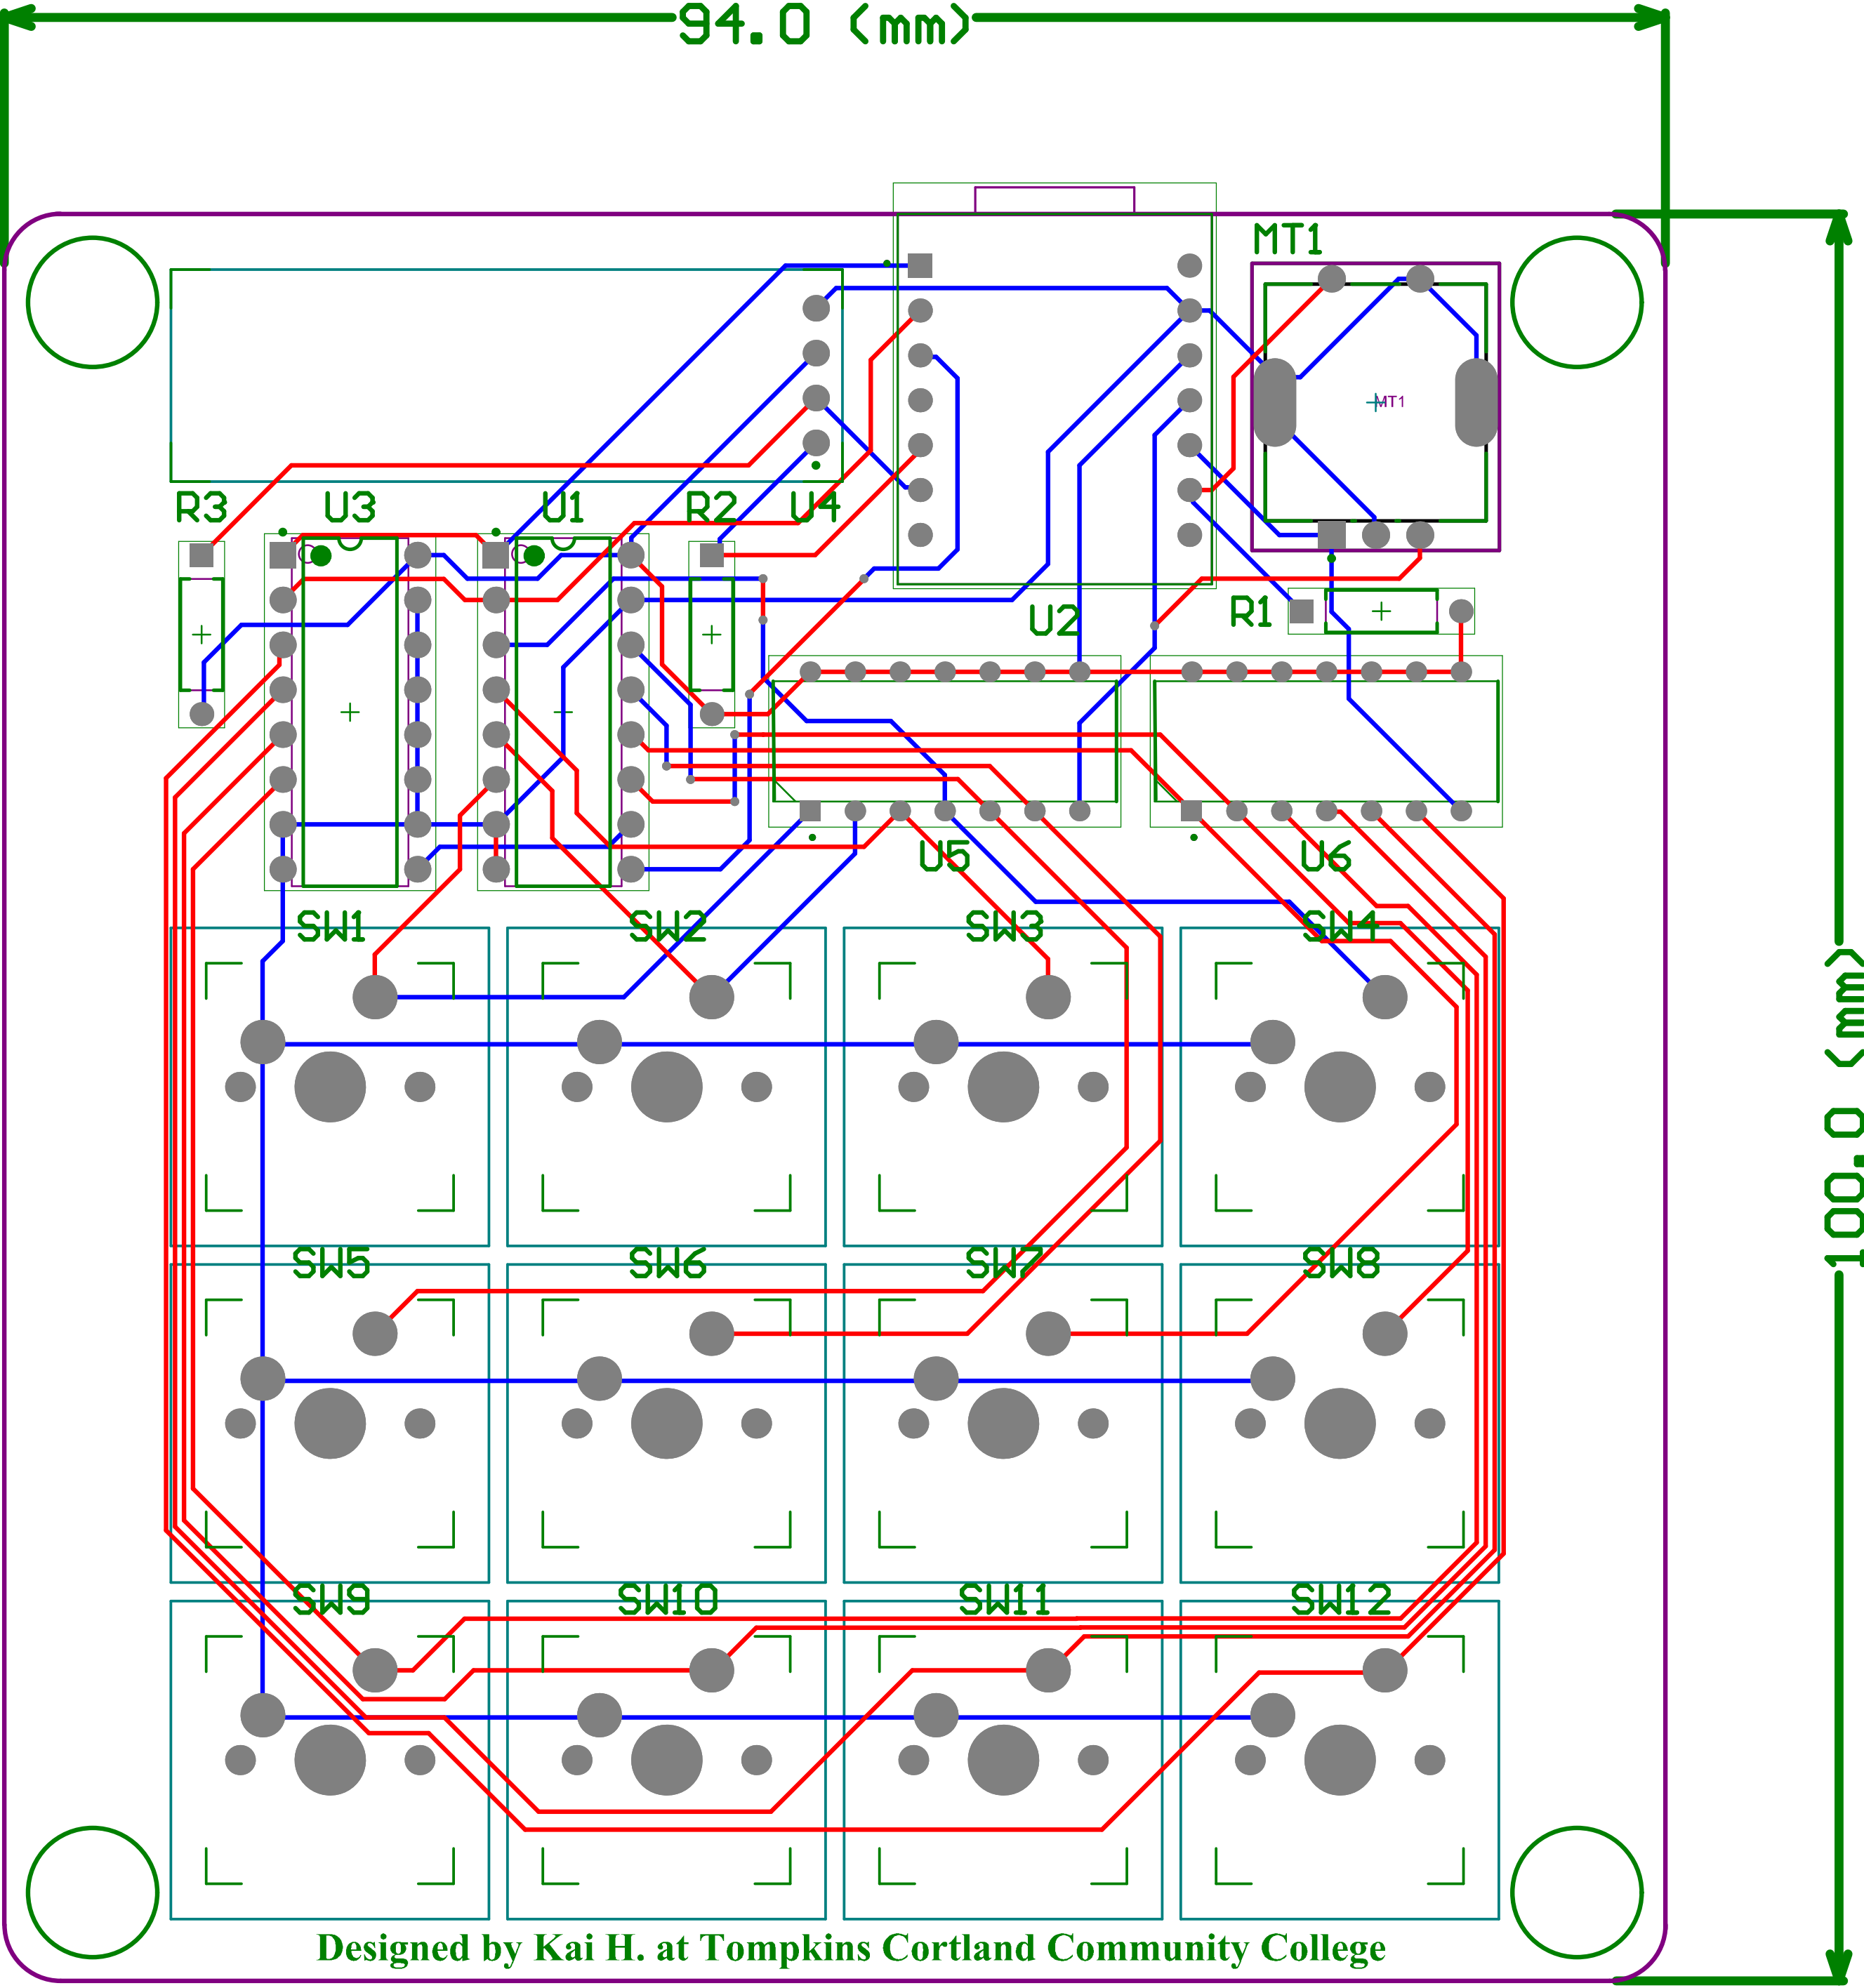 94.0 (mm)
MT1
MT1
R3 U3 U1 R2 U4
R1
U2
U5 U6
SW1 SW2 SW3 SW4
100.0 (mm)
SW5 SW6 SW7 SW8
SW9 SW10 SW11 SW12
Designed by Kai H. at Tompkins Cortland Community College